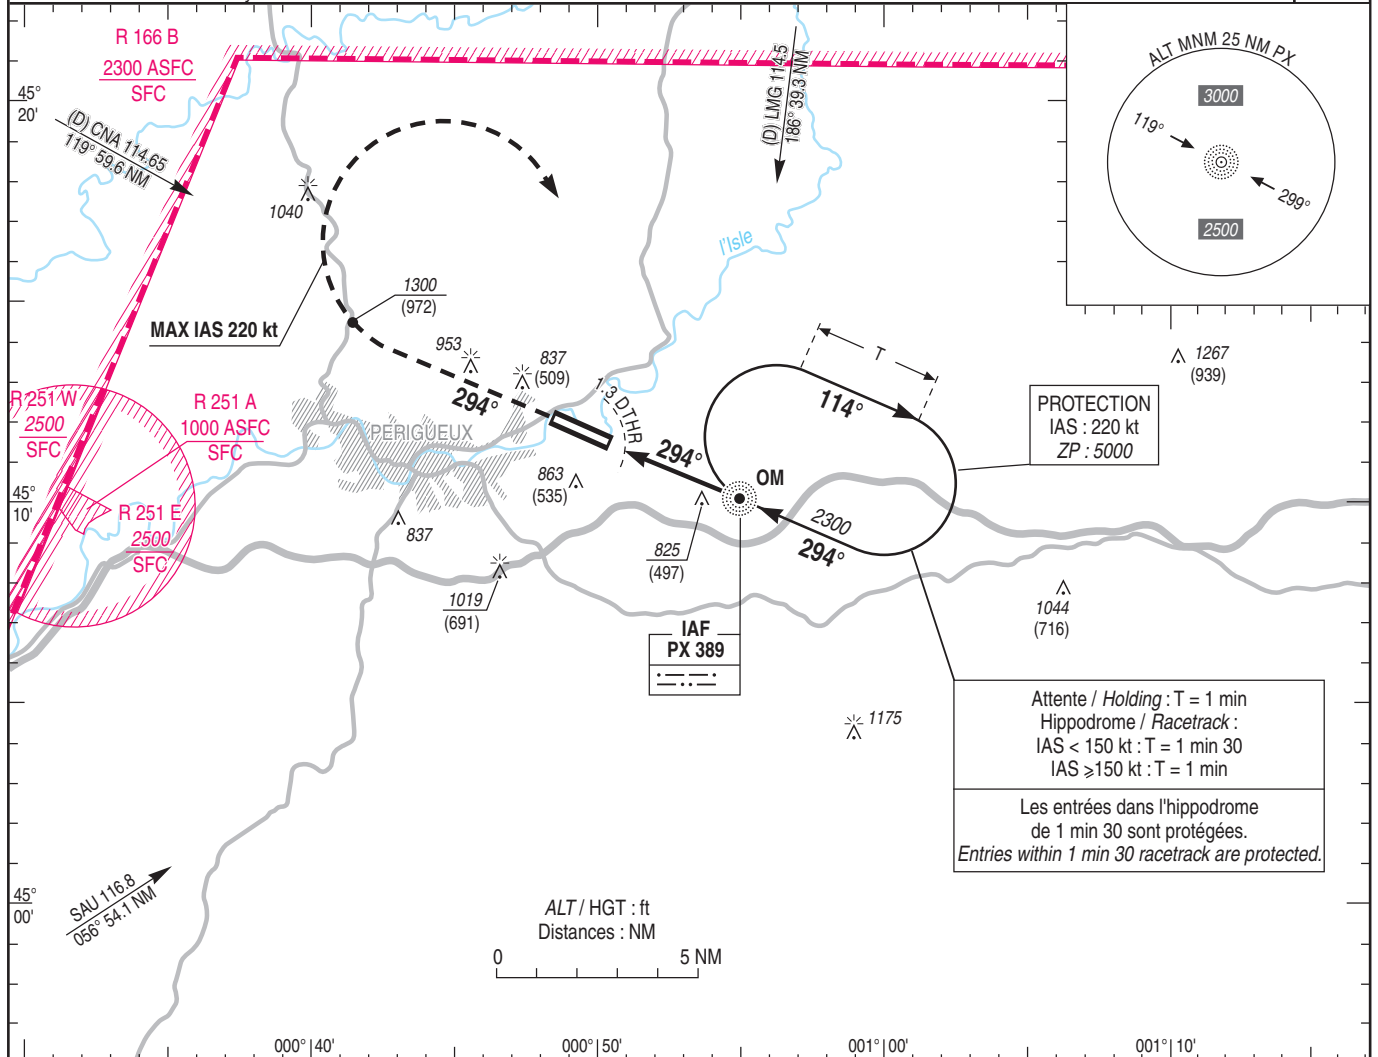 R 166 B
2300 ASFC
SFC
45°
20'
(D) CNA 114.65
119° 59.6 NM
(D) LMG 114.5
186° 39.3 NM
ALT MNM 25 NM PX
3000
119°
299°
2500
1040
l'Isle
1300
(972)
MAX IAS 220 kt
953
837
(509)
294°
1.3 DTHR
T
114°
1267
(939)
R 251 W
2500
SFC
R 251 A
1000 ASFC
SFC
PERIGUEUX
PROTECTION
IAS : 220 kt
ZP : 5000
294°
OM
863
(535)
45°
10'
R 251 E
2500
SFC
837
2300
294°
825
(497)
1019
(691)
1044
(716)
IAF
PX 389
1175
Attente / Holding : T = 1 min
Hippodrome / Racetrack :
IAS < 150 kt : T = 1 min 30
IAS ⩾150 kt : T = 1 min
Les entrées dans l'hippodrome
de 1 min 30 sont protégées.
Entries within 1 min 30 racetrack are protected.
45°
00'
SAU 116.8
056° 54.1 NM
ALT / HGT : ft
Distances : NM
0 5 NM
000° 40' 000° 50' 001° 00' 001° 10'